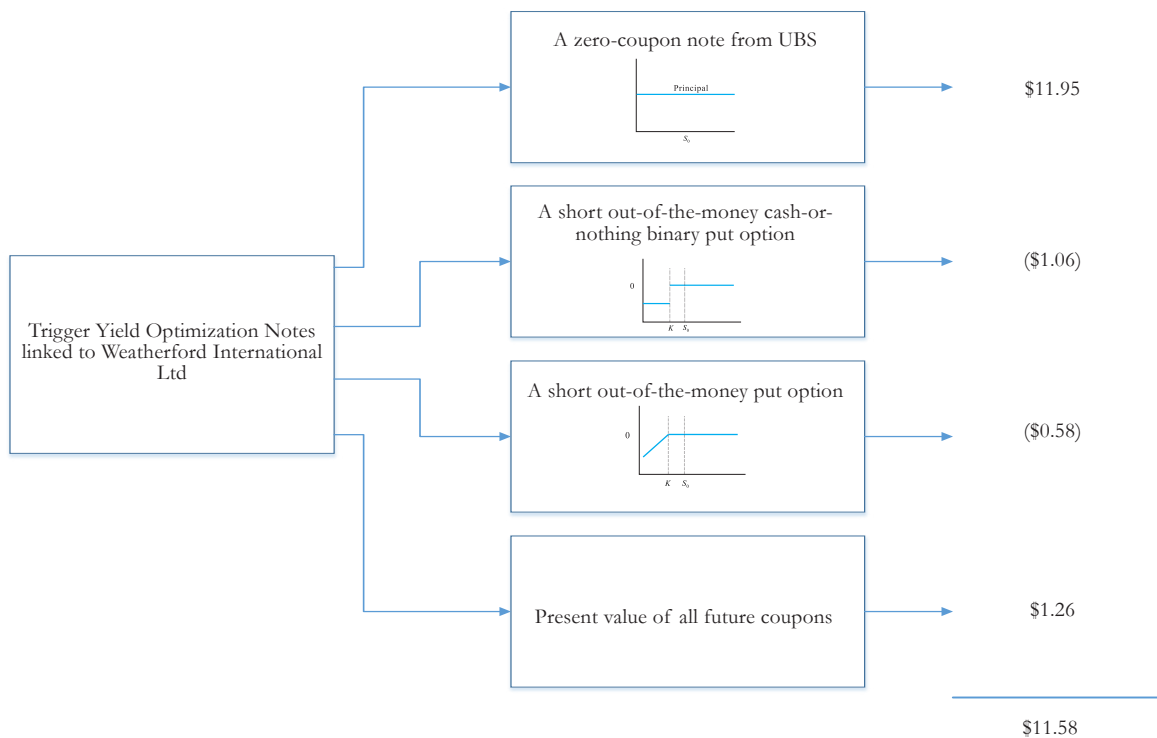 A zero-coupon note from UBS
Principal
S₀
$11.95
A short out-of-the-money cash-or-
nothing binary put option
0
K S₀
($1.06)
Trigger Yield Optimization Notes
linked to Weatherford International
Ltd
A short out-of-the-money put option
0
K S₀
($0.58)
Present value of all future coupons
$1.26
$11.58